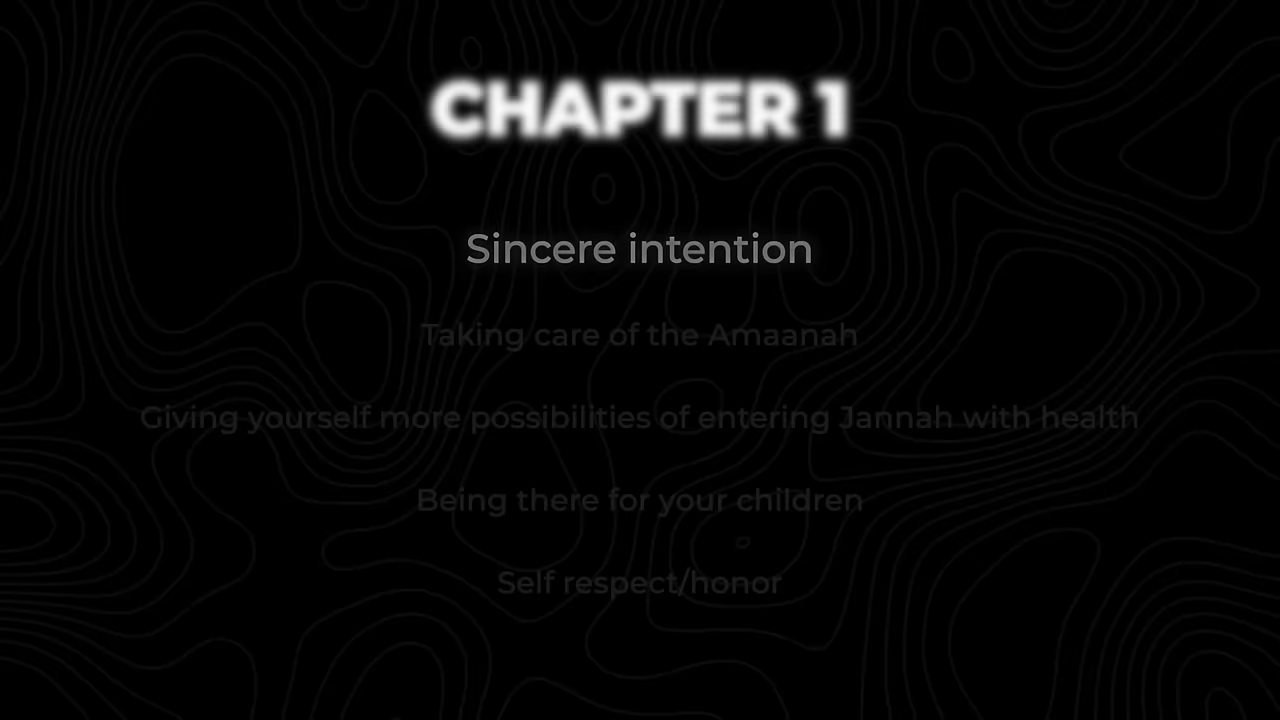 CHAPTER 1
Sincere intention
Taking care of the Amaanah
Giving yourself more possibilities of entering Jannah with health
Being there for your children
Self respect/honor